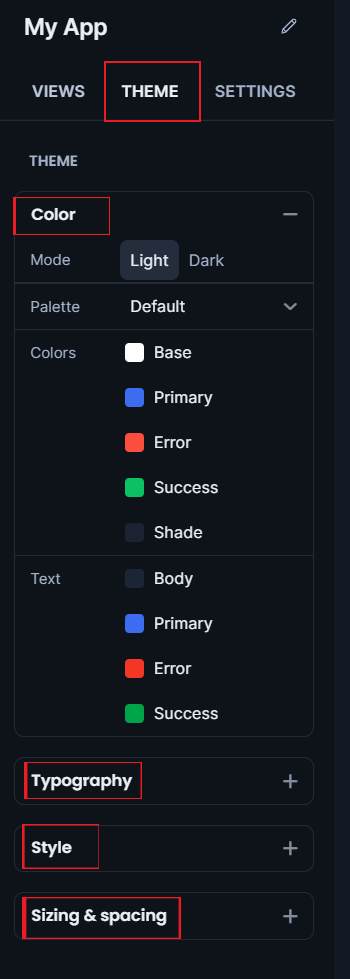 My App
VIEWS THEME SETTINGS
THEME
Color
Mode Light Dark
Palette Default
Colors Base
Primary
Error
Success
Shade
Text Body
Primary
Error
Success
Typography
Style
Sizing & spacing